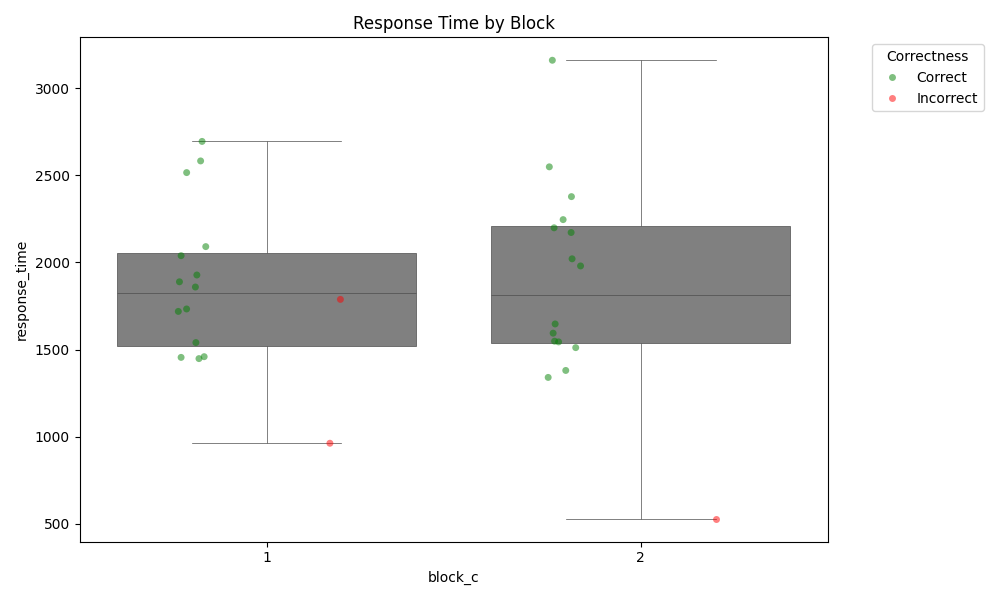 Response Time by Block
Correctness
Correct
Incorrect
response_time
3000
2500
2000
1500
1000
500
1
2
block_c